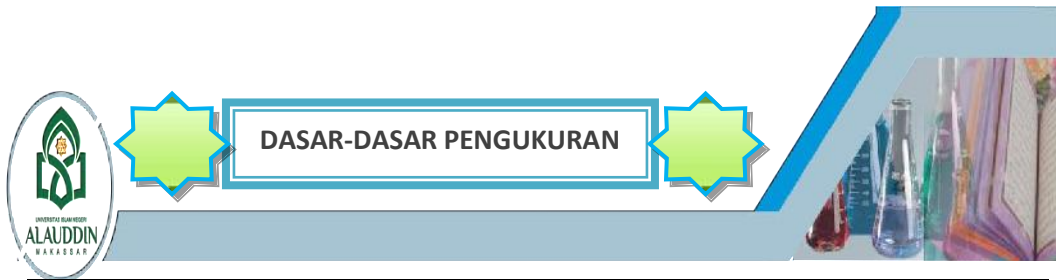 DASAR-DASAR PENGUKURAN
UNIVERSITAS ISLAM NEGERI
ALAUDDIN
MAKASSAR